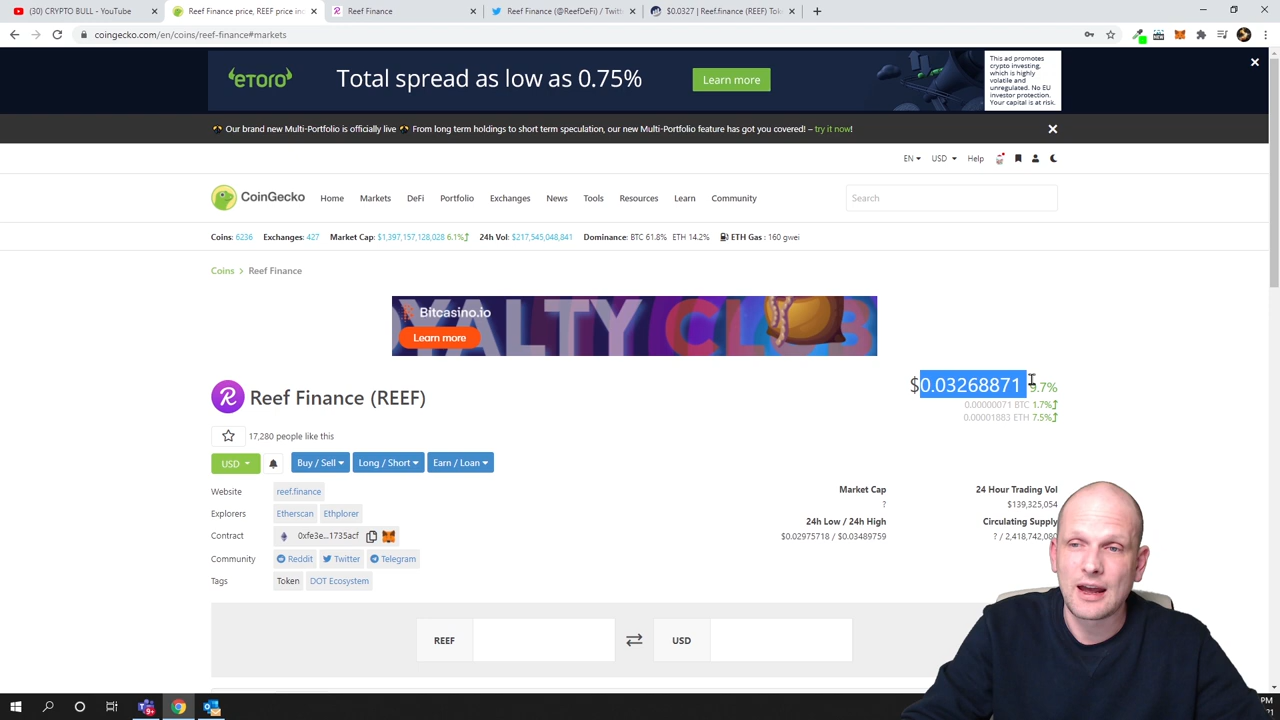 (30) CRYPTO BULL - YouTube
Reef Finance price, REEF price ind
Reef Finance
Reef Finance (@ReefDeFi) / Twitte
$0.0327 | Reef.finance (REEF) Tok
coingecko.com/en/coins/reef-finance#markets
eTORO
Total spread as low as 0.75%
Learn more
This ad promotes
crypto investing,
which is highly
volatile and
unregulated. No EU
investor protection.
Your capital is at risk.
Our brand new Multi-Portfolio is officially live
From long term holdings to short term speculation, our new Multi-Portfolio feature has got you covered! – try it now!
EN
USD
Help
CoinGecko
Home
Markets
DeFi
Portfolio
Exchanges
News
Tools
Resources
Learn
Community
Search
Coins: 6236
Exchanges: 427
Market Cap: $1,397,157,128,028 6.1%
24h Vol: $217,545,048,841
Dominance: BTC 61.8% ETH 14.2%
ETH Gas : 160 gwei
Coins > Reef Finance
Bitcasino.io
YALTY CLUB
Learn more
Reef Finance (REEF)
$0.03268871 9.7%
0.00000071 BTC 1.7%
0.00001883 ETH 7.5%
17,280 people like this
USD
Buy / Sell
Long / Short
Earn / Loan
Website
reef.finance
Explorers
Etherscan
Ethplorer
Contract
0xfe3e...1735acf
Community
Reddit
Twitter
Telegram
Tags
Token
DOT Ecosystem
Market Cap
?
24 Hour Trading Vol
$139,325,054
24h Low / 24h High
$0.02975718 / $0.03489759
Circulating Supply
? / 2,418,742,080
REEF
USD